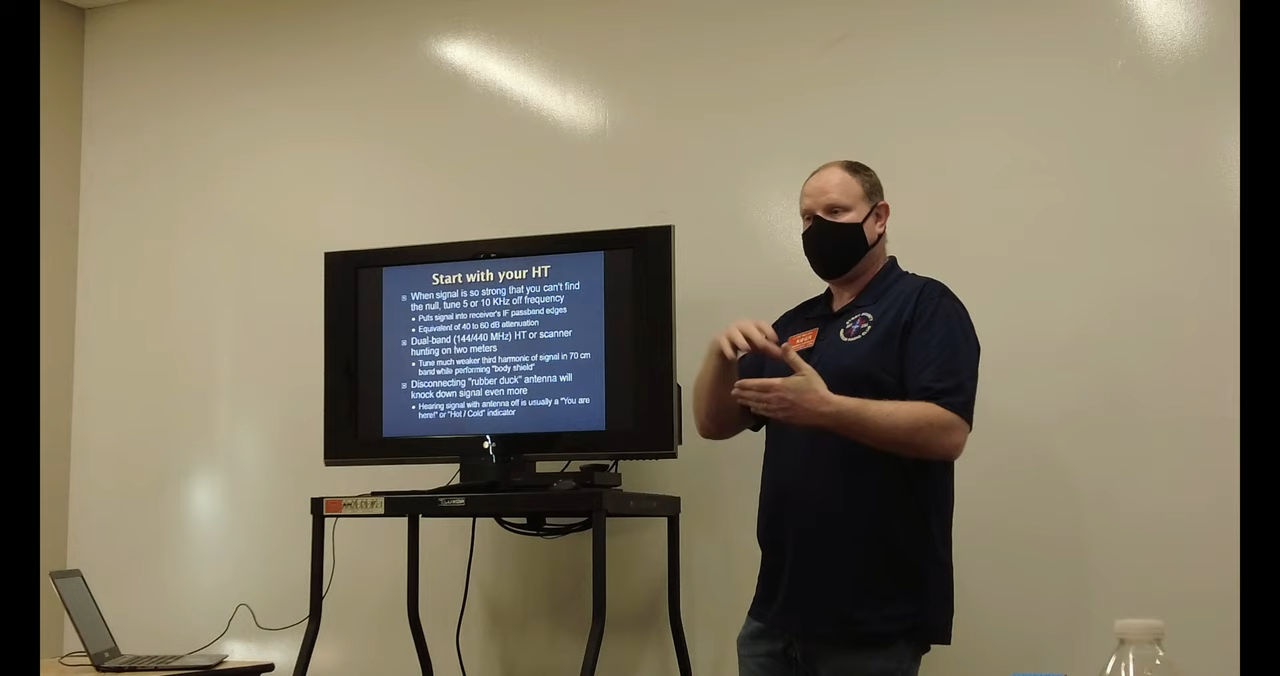 Start with your HT
When signal is so strong that you can't find
the null, tune 5 or 10 KHz off frequency
Puts signal into receiver's IF passband edges
Equivalent of 40 to 60 dB attenuation
Dual-band (144/440 MHz) HT or scanner
hunting on two meters
Tune much weaker third harmonic of signal in 70 cm
band while performing "body shield"
Disconnecting "rubber duck" antenna will
knock down signal even more
Hearing signal with antenna off is usually a "You are
here!" or "Hot / Cold" indicator